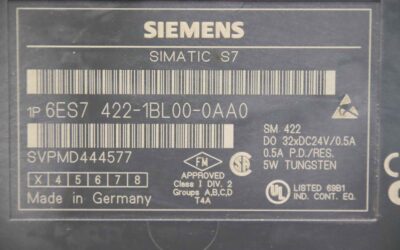 SIEMENS
SIMATIC S7
1P 6ES7 422-1BL00-0AA0
SM 422
DO 32xDC24V/0.5A
0.5A P.D./RES.
5W TUNGSTEN
SVPMD444577
X 4 5 6 7 8
Made in Germany
FM
APPROVED
Class I DIV. 2
Groups A,B,C,D
T4A
UL
LISTED 69B1
IND. CONT. EQ.